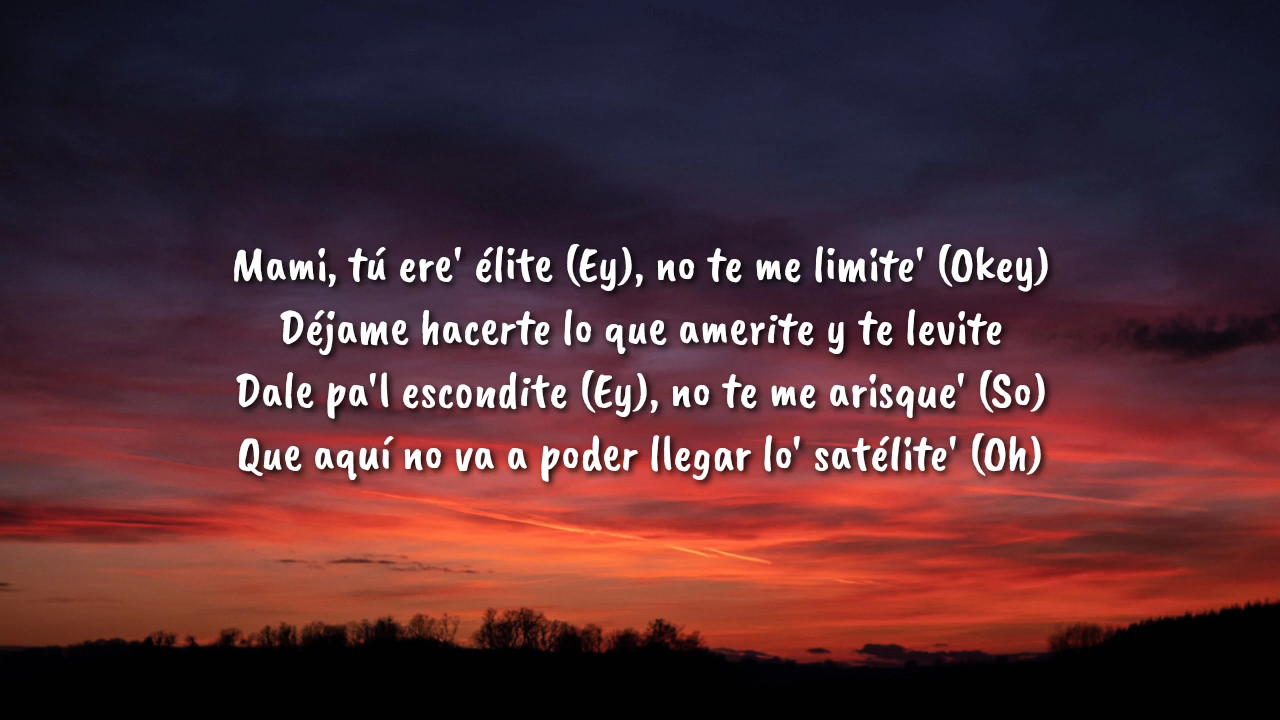 Mami, tú ere' élite (Ey), no te me limite' (Okey)
Déjame hacerte lo que amerite y te levite
Dale pa'l escondite (Ey), no te me arisque' (So)
Que aquí no va a poder llegar lo' satélite' (Oh)